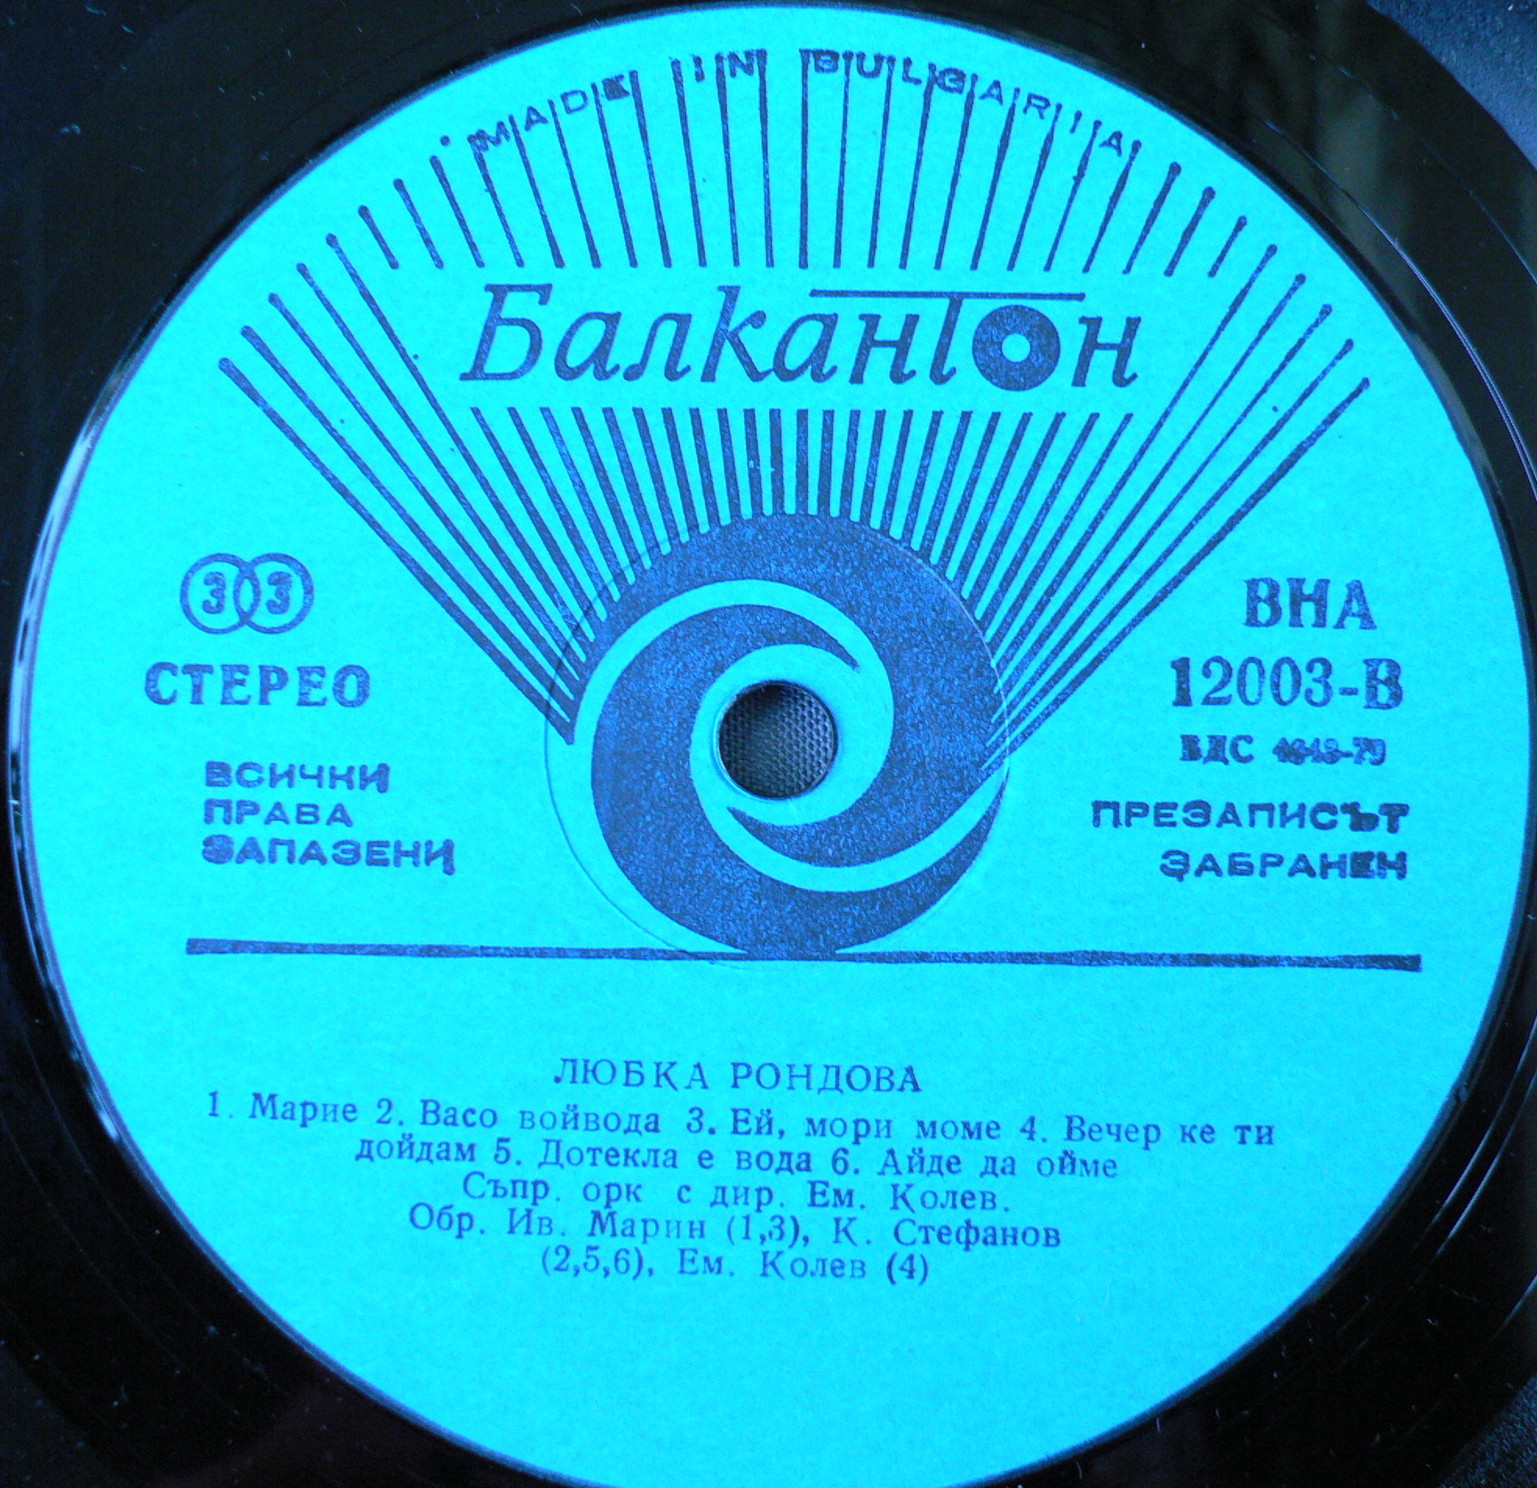 MADE IN BULGARIA
Балкантон
33
СТЕРЕО
ВСИЧКИ
ПРАВА
ЗАПАЗЕНИ
ВНА
12003-В
ВДС
ПРЕЗАПИСЪТ
ЗАБРАНЕН
ЛЮБКА РОНДОВА
1. Марие 2. Васо войвода 3. Ей, мори моме 4. Вечер ке ти
дойдам 5. Дотекла е вода 6. Айде да ойме
Съпр. орк с дир. Ем. Колев.
Обр. Ив. Марин (1,3), К. Стефанов
(2,5,6), Ем. Колев (4)